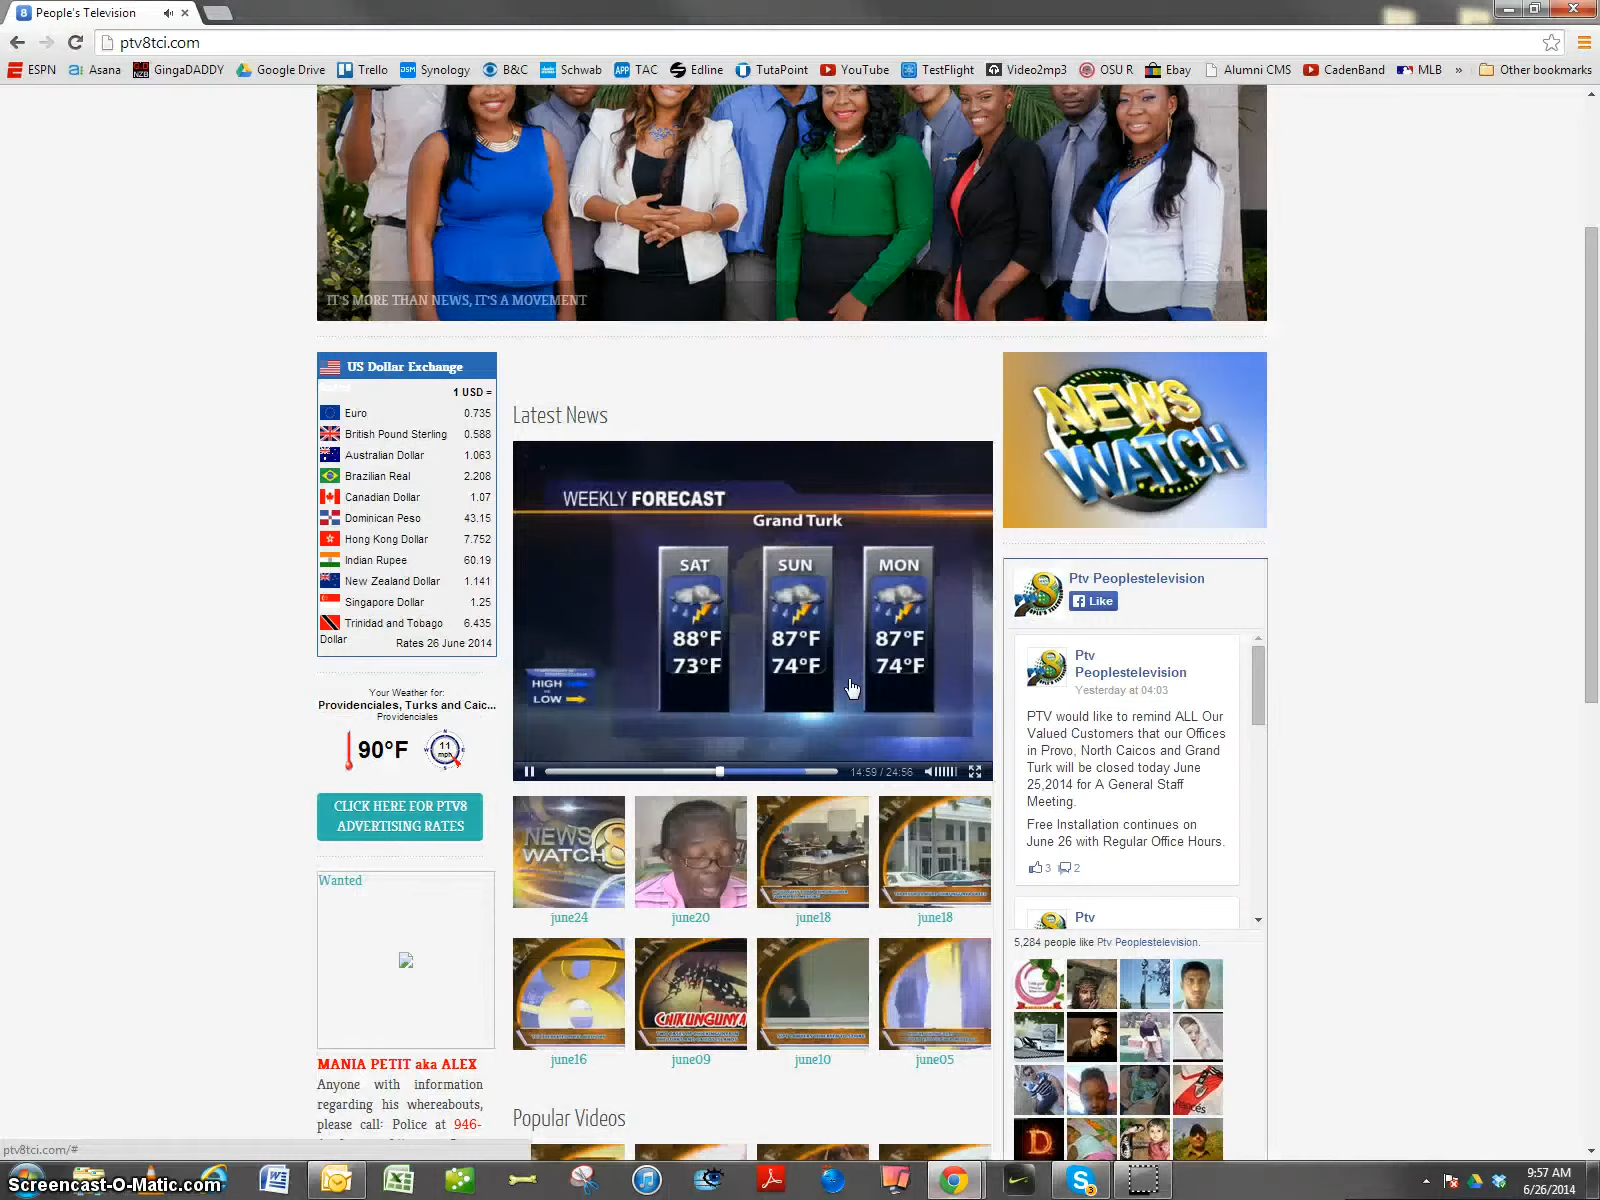 People's Television
ptv8tci.com
ESPN
Asana
GingaDADDY
Google Drive
Trello
Synology
B&C
Schwab
TAC
Edline
TutaPoint
YouTube
TestFlight
Video2mp3
OSU R
Ebay
Alumni CMS
CadenBand
MLB
»
Other bookmarks
IT'S MORE THAN NEWS, IT'S A MOVEMENT
US Dollar Exchange
1 USD =
Euro 0.735
British Pound Sterling 0.588
Australian Dollar 1.063
Brazilian Real 2.208
Canadian Dollar 1.07
Dominican Peso 43.15
Hong Kong Dollar 7.752
Indian Rupee 60.19
New Zealand Dollar 1.141
Singapore Dollar 1.25
Trinidad and Tobago 6.435
Dollar
Rates 26 June 2014
Your Weather for:
Providenciales, Turks and Caic...
Providenciales
90°F
11
mph
CLICK HERE FOR PTV8
ADVERTISING RATES
Wanted
MANIA PETIT aka ALEX
Anyone with information
regarding his whereabouts,
please call: Police at 946-
Latest News
WEEKLY FORECAST
Grand Turk
SAT SUN MON
88°F 87°F 87°F
73°F 74°F 74°F
HIGH
LOW
14:59 / 24:56
NEWS
WATCH
8
june24
june20
june18
june18
8
CHIKUNGUNYA
june16
june09
june10
june05
Popular Videos
NEWS
WATCH
Ptv Peoplestelevision
Like
Ptv
Peoplestelevision
Yesterday at 04:03
PTV would like to remind ALL Our
Valued Customers that our Offices
in Provo, North Caicos and Grand
Turk will be closed today June
25,2014 for A General Staff
Meeting.
Free Installation continues on
June 26 with Regular Office Hours.
3 2
Ptv
5,284 people like Ptv Peoplestelevision.
ptv8tci.com/#
Screencast-O-Matic.com
9:57 AM
6/26/2014